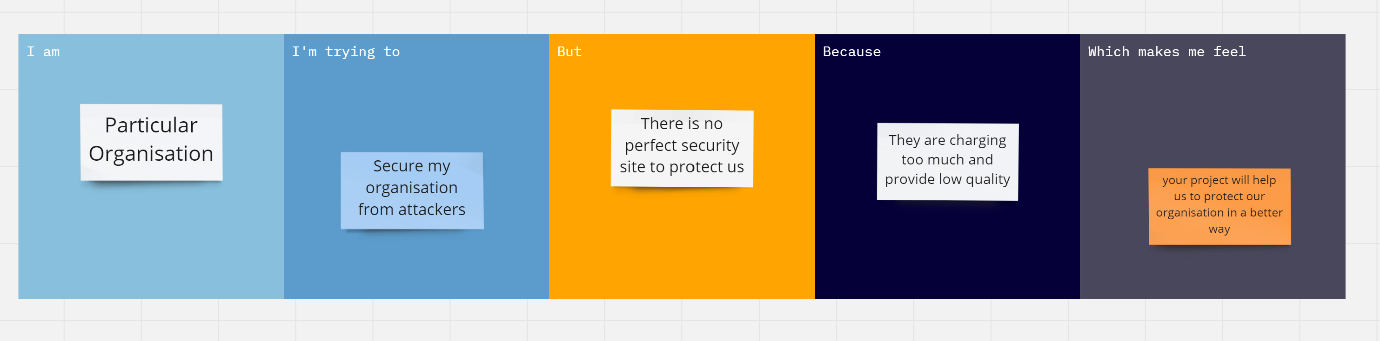 I am
Particular
Organisation
I'm trying to
Secure my
organisation
from attackers
But
There is no
perfect security
site to protect us
Because
They are charging
too much and
provide low quality
Which makes me feel
your project will help
us to protect our
organisation in a better
way